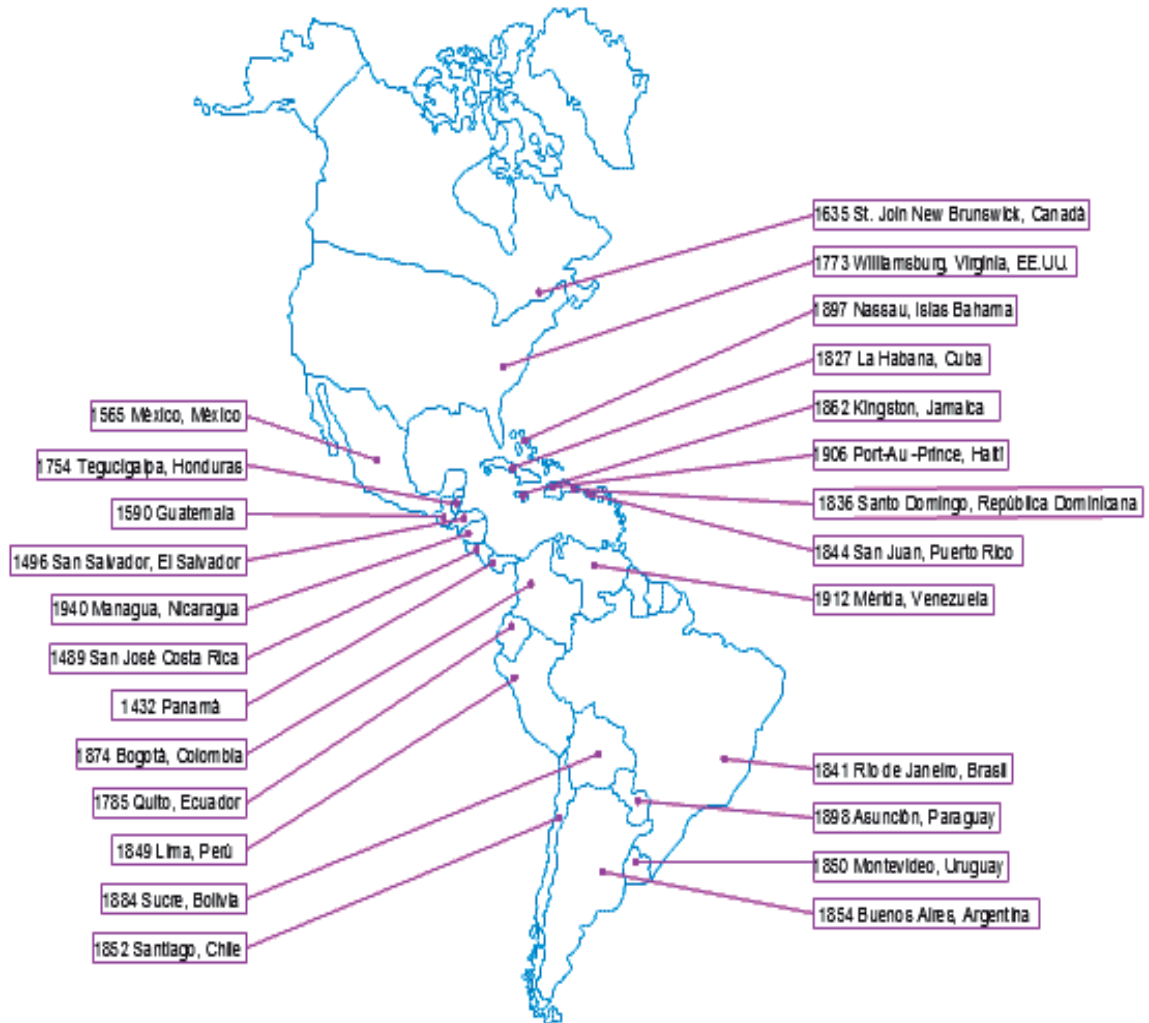 1635 St. Join New Brunswick, Canadá
1773 Williamsburg, Virginia, EE.UU.
1897 Nassau, Islas Bahama
1827 La Habana, Cuba
1862 Kingston, Jamaica
1906 Port-Au -Prince, Haití
1836 Santo Domingo, República Dominicana
1844 San Juan, Puerto Rico
1912 Mérida, Venezuela
1841 Río de Janeiro, Brasil
1898 Asunción, Paraguay
1850 Montevideo, Uruguay
1854 Buenos Aires, Argentina
1565 México, México
1754 Tegucigalpa, Honduras
1590 Guatemala
1496 San Salvador, El Salvador
1940 Managua, Nicaragua
1489 San José Costa Rica
1432 Panamá
1874 Bogotá, Colombia
1785 Quito, Ecuador
1849 Lima, Perú
1884 Sucre, Bolivia
1852 Santiago, Chile